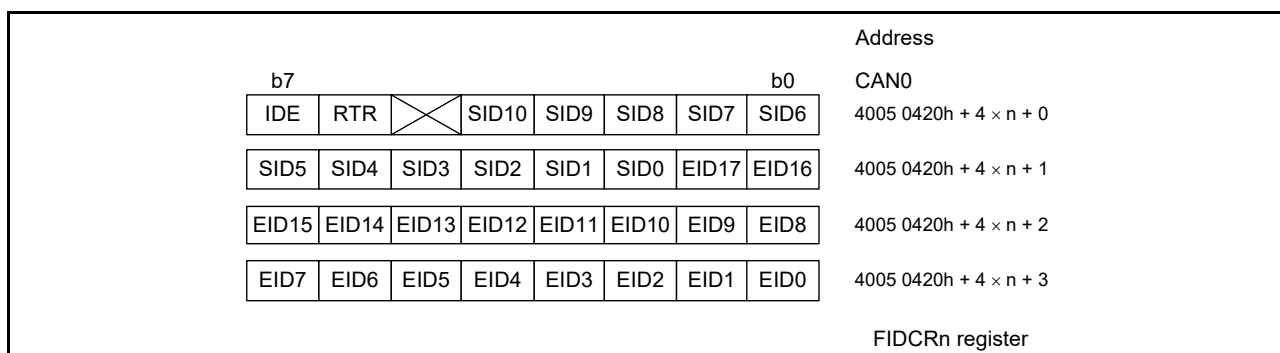 Address
b7 b0 CAN0
IDE RTR SID10 SID9 SID8 SID7 SID6 4005 0420h + 4 × n + 0
SID5 SID4 SID3 SID2 SID1 SID0 EID17 EID16 4005 0420h + 4 × n + 1
EID15 EID14 EID13 EID12 EID11 EID10 EID9 EID8 4005 0420h + 4 × n + 2
EID7 EID6 EID5 EID4 EID3 EID2 EID1 EID0 4005 0420h + 4 × n + 3
FIDCRn register